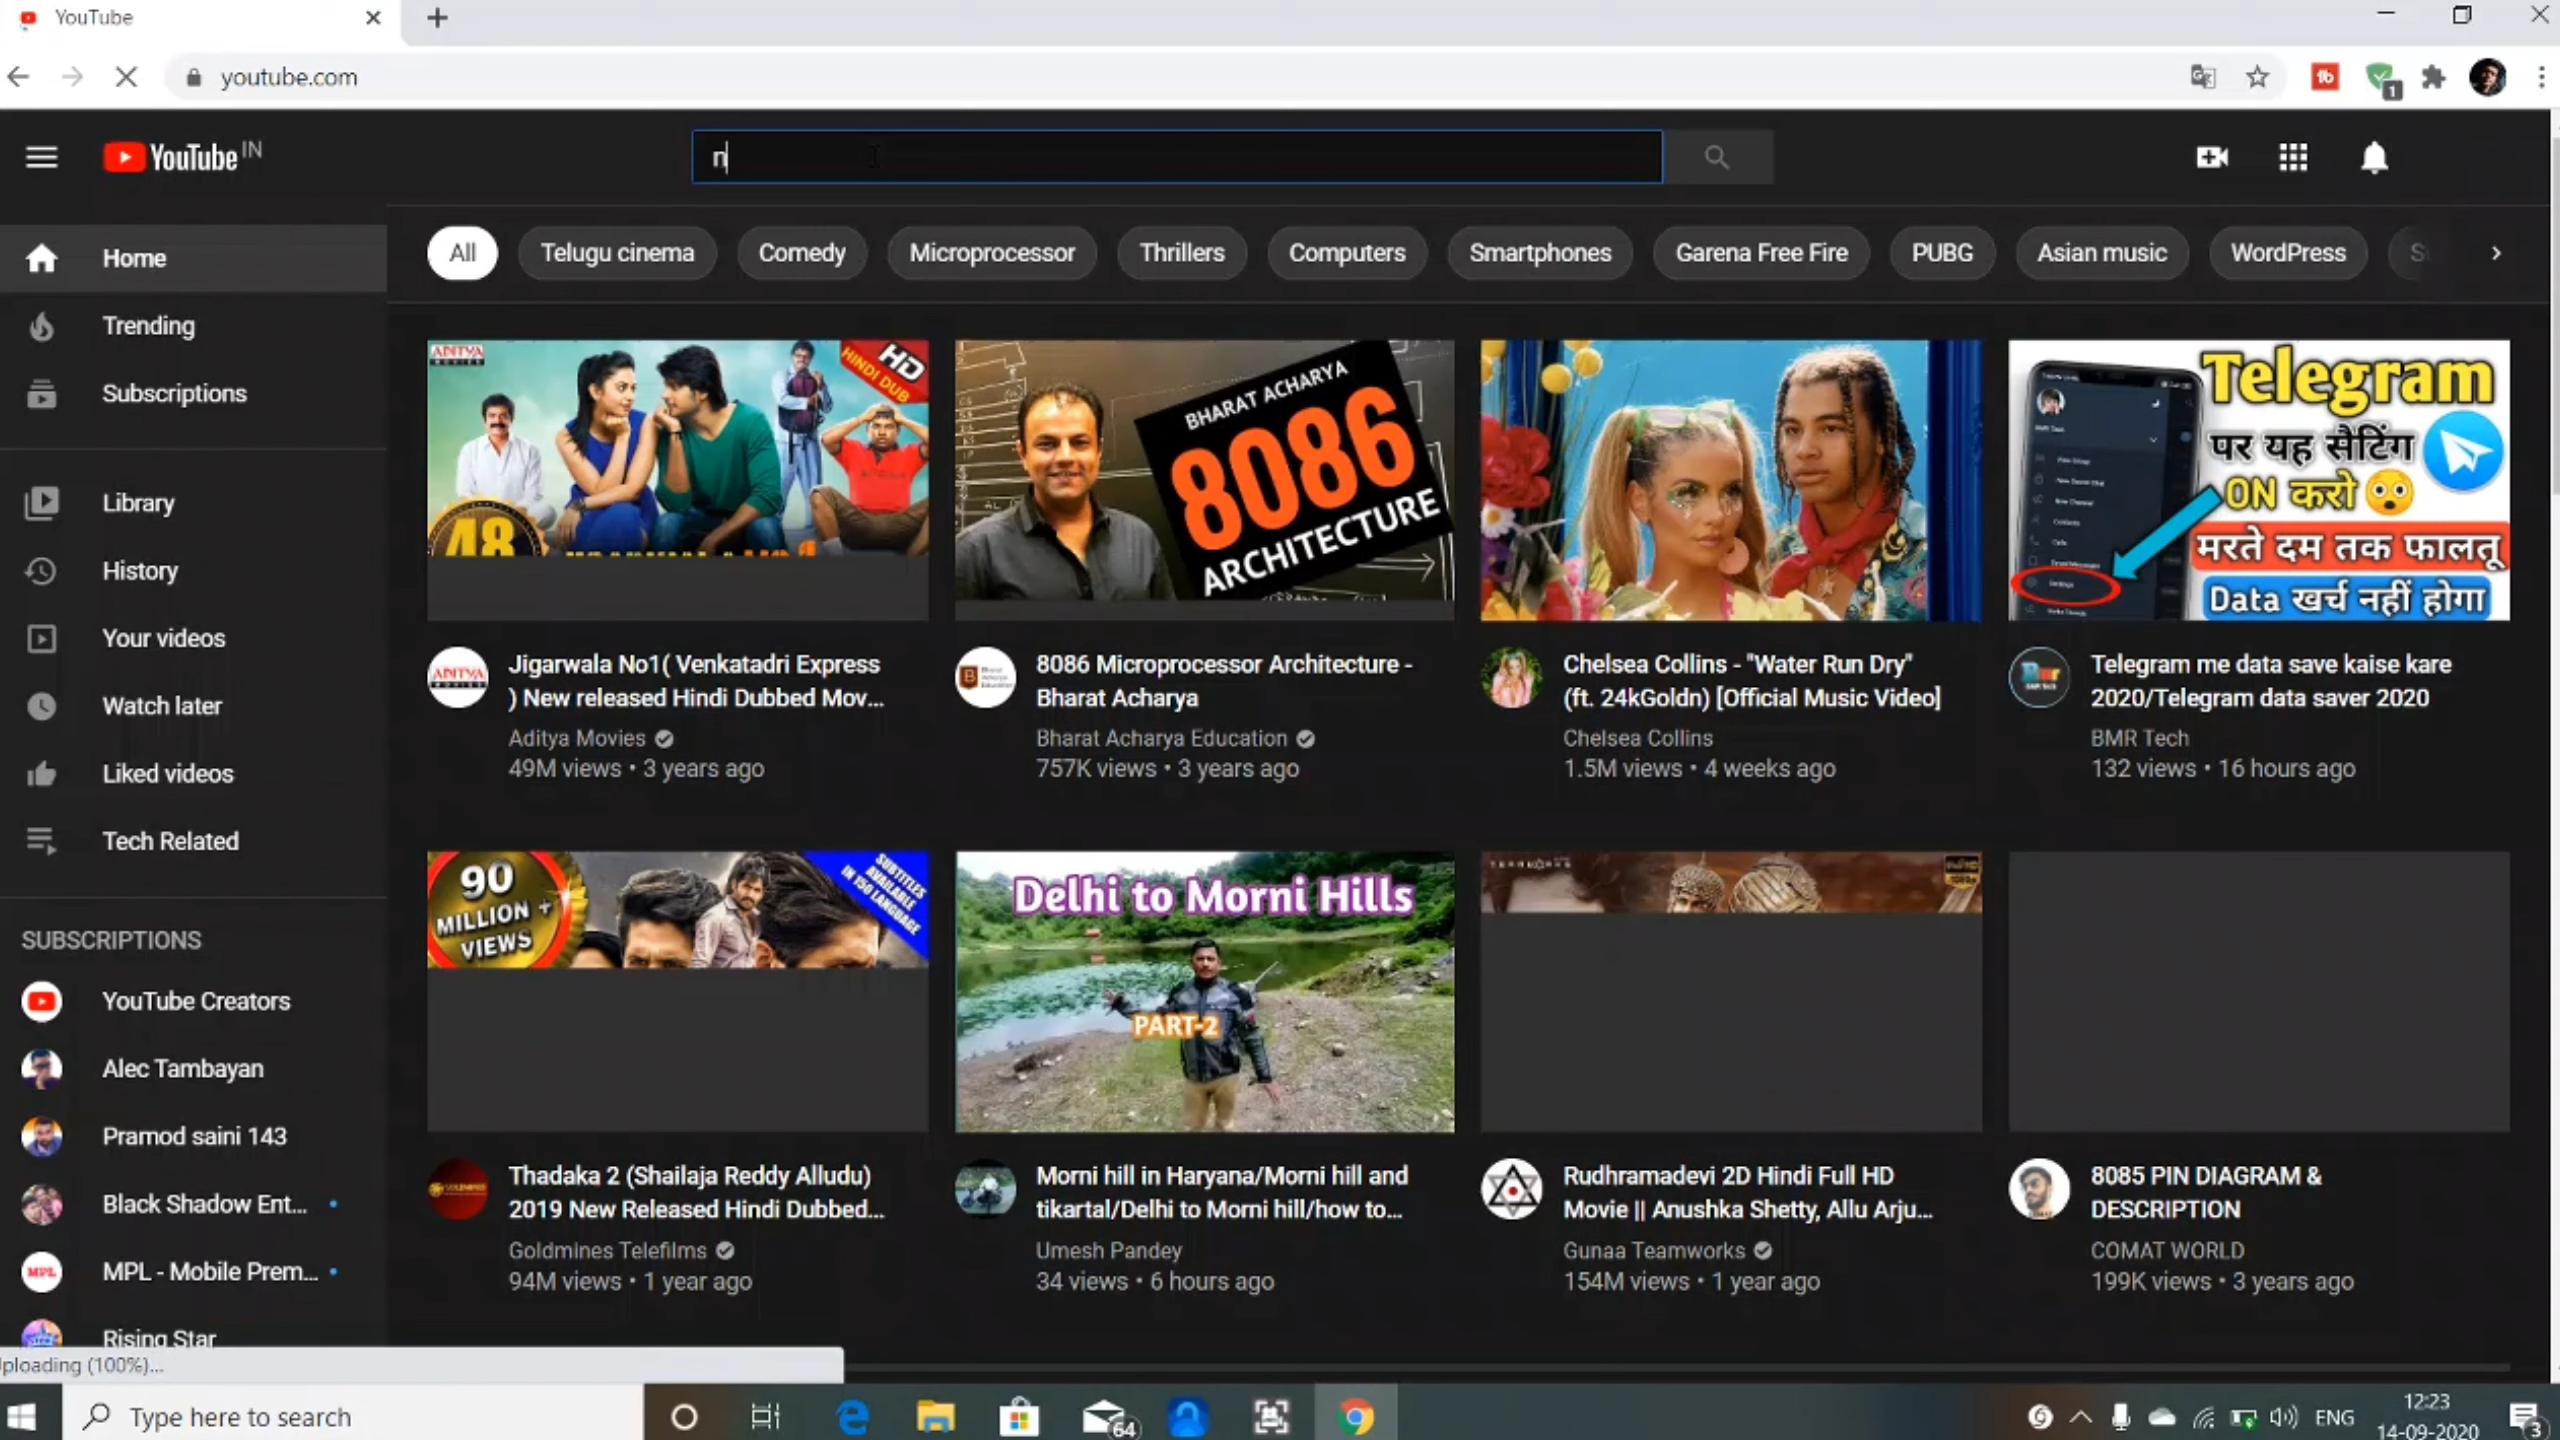 YouTube
youtube.com
1
YouTube IN
n
All
Telugu cinema
Comedy
Microprocessor
Thrillers
Computers
Smartphones
Garena Free Fire
PUBG
Asian music
WordPress
Home
Trending
Subscriptions
Library
History
Your videos
Watch later
Liked videos
Tech Related
SUBSCRIPTIONS
YouTube Creators
Alec Tambayan
Pramod saini 143
Black Shadow Ent...
MPL - Mobile Prem...
Rising Star
ADITYA
HD
HINDI DUB
48
BHARAT ACHARYA
8086
ARCHITECTURE
Telegram
पर यह सैटिंग
ON करो
मरते दम तक फालतू
Data खर्च नहीं होगा
Jigarwala No1( Venkatadri Express
) New released Hindi Dubbed Mov...
Aditya Movies
49M views • 3 years ago
8086 Microprocessor Architecture -
Bharat Acharya
Bharat Acharya Education
757K views • 3 years ago
Chelsea Collins - "Water Run Dry"
(ft. 24kGoldn) [Official Music Video]
Chelsea Collins
1.5M views • 4 weeks ago
Telegram me data save kaise kare
2020/Telegram data saver 2020
BMR Tech
132 views • 16 hours ago
90
MILLION +
VIEWS
SUBTITLES
AVAILABLE
IN 150 LANGUAGE
Delhi to Morni Hills
PART-2
Thadaka 2 (Shailaja Reddy Alludu)
2019 New Released Hindi Dubbed...
Goldmines Telefilms
94M views • 1 year ago
Morni hill in Haryana/Morni hill and
tikartal/Delhi to Morni hill/how to...
Umesh Pandey
34 views • 6 hours ago
Rudhramadevi 2D Hindi Full HD
Movie || Anushka Shetty, Allu Arju...
Gunaa Teamworks
154M views • 1 year ago
8085 PIN DIAGRAM &
DESCRIPTION
COMAT WORLD
199K views • 3 years ago
ploading (100%)...
Type here to search
64
ENG
12:23
14-09-2020
3